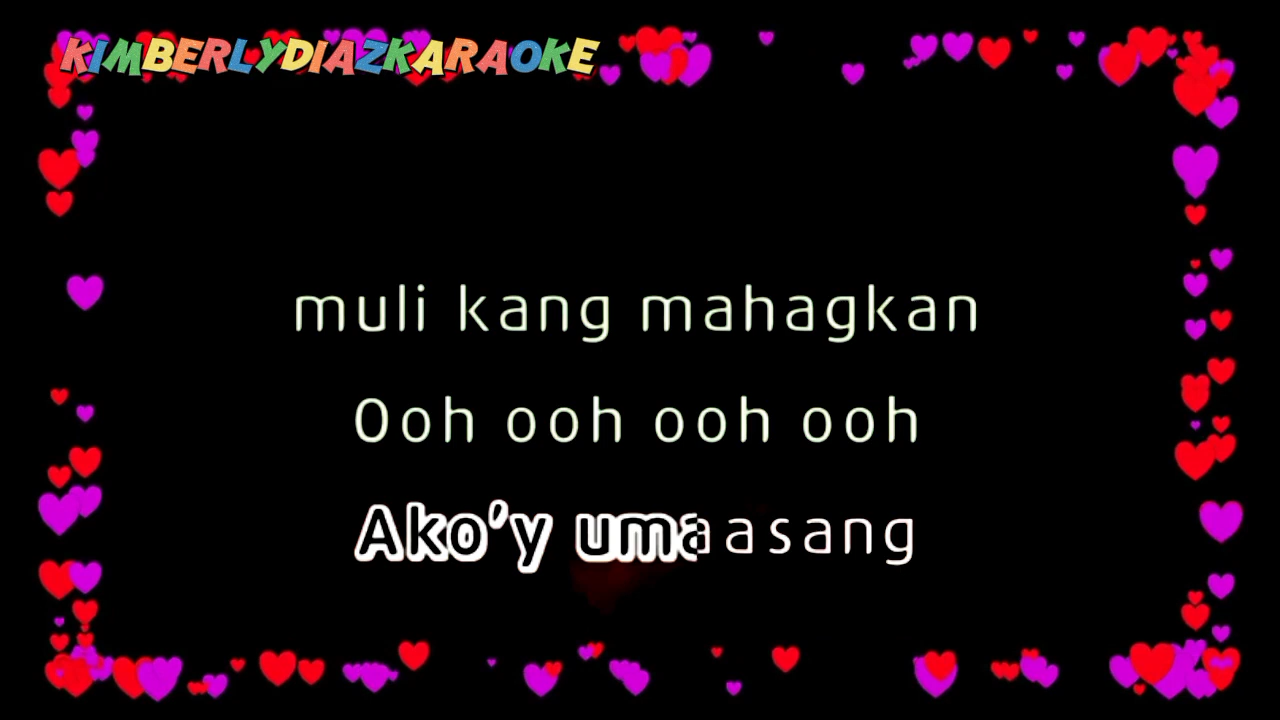 KIMBERLYDIAZKARAOKE
muli kang mahagkan
Ooh ooh ooh ooh
Ako'y umaasang